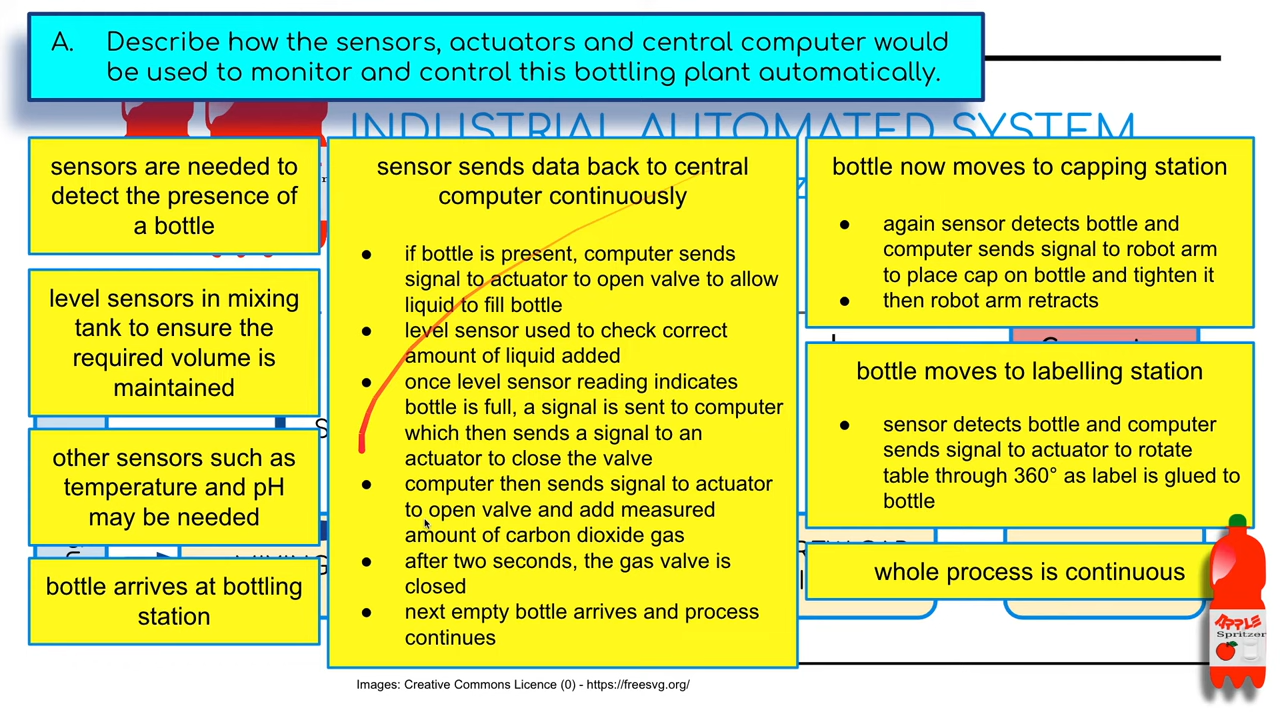 A. Describe how the sensors, actuators and central computer would
be used to monitor and control this bottling plant automatically.
INDUSTRIAL AUTOMATED SYSTEM
sensors are needed to
detect the presence of
a bottle
level sensors in mixing
tank to ensure the
required volume is
maintained
other sensors such as
temperature and pH
may be needed
bottle arrives at bottling
station
sensor sends data back to central
computer continuously
● if bottle is present, computer sends
signal to actuator to open valve to allow
liquid to fill bottle
● level sensor used to check correct
amount of liquid added
● once level sensor reading indicates
bottle is full, a signal is sent to computer
which then sends a signal to an
actuator to close the valve
● computer then sends signal to actuator
to open valve and add measured
amount of carbon dioxide gas
● after two seconds, the gas valve is
closed
● next empty bottle arrives and process
continues
bottle now moves to capping station
● again sensor detects bottle and
computer sends signal to robot arm
to place cap on bottle and tighten it
● then robot arm retracts
bottle moves to labelling station
● sensor detects bottle and computer
sends signal to actuator to rotate
table through 360° as label is glued to
bottle
whole process is continuous
APPLE
Spritzer
Images: Creative Commons Licence (0) - https://freesvg.org/